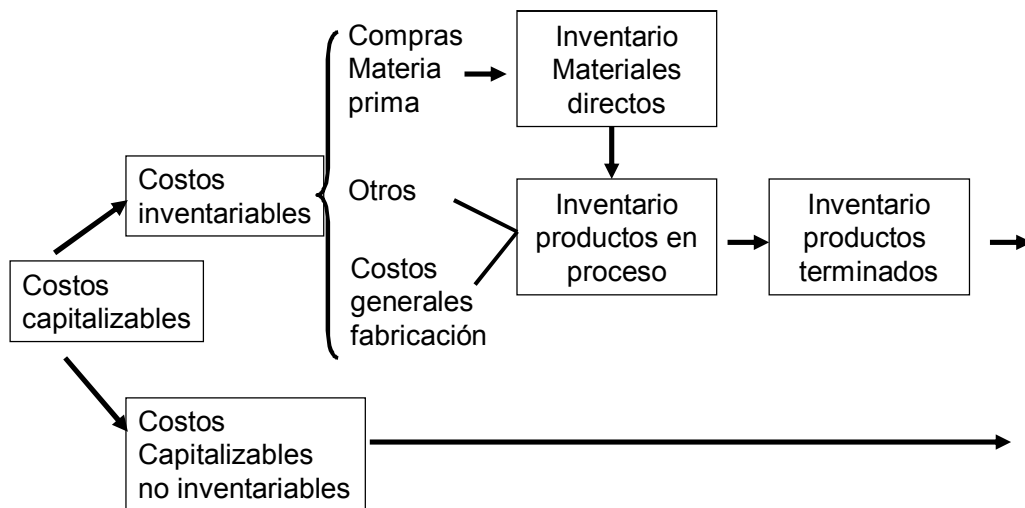 Compras
Materia
prima
Inventario
Materiales
directos
Costos
inventariables
Otros
Inventario
productos en
proceso
Inventario
productos
terminados
Costos
capitalizables
Costos
generales
fabricación
Costos
Capitalizables
no inventariables